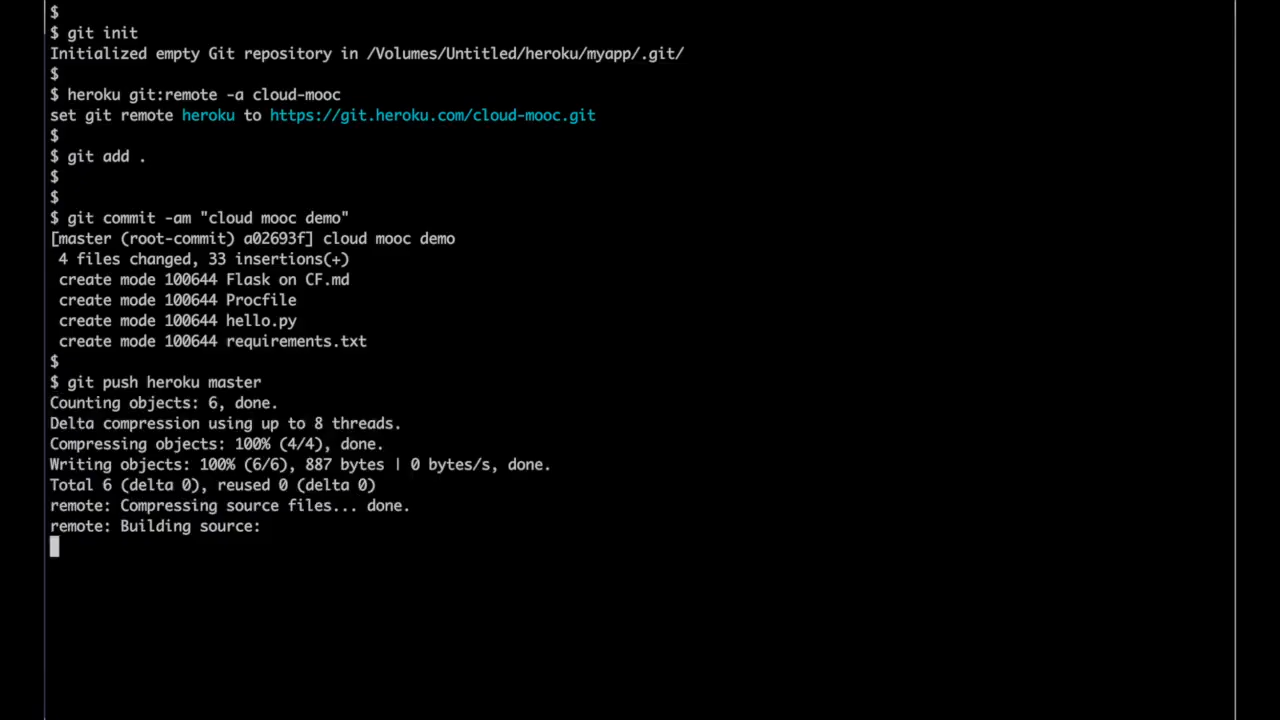 $
$ git init
Initialized empty Git repository in /Volumes/Untitled/heroku/myapp/.git/
$
$ heroku git:remote -a cloud-mooc
set git remote heroku to https://git.heroku.com/cloud-mooc.git
$
$ git add .
$
$
$ git commit -am "cloud mooc demo"
[master (root-commit) a02693f] cloud mooc demo
 4 files changed, 33 insertions(+)
 create mode 100644 Flask on CF.md
 create mode 100644 Procfile
 create mode 100644 hello.py
 create mode 100644 requirements.txt
$
$ git push heroku master
Counting objects: 6, done.
Delta compression using up to 8 threads.
Compressing objects: 100% (4/4), done.
Writing objects: 100% (6/6), 887 bytes | 0 bytes/s, done.
Total 6 (delta 0), reused 0 (delta 0)
remote: Compressing source files... done.
remote: Building source: